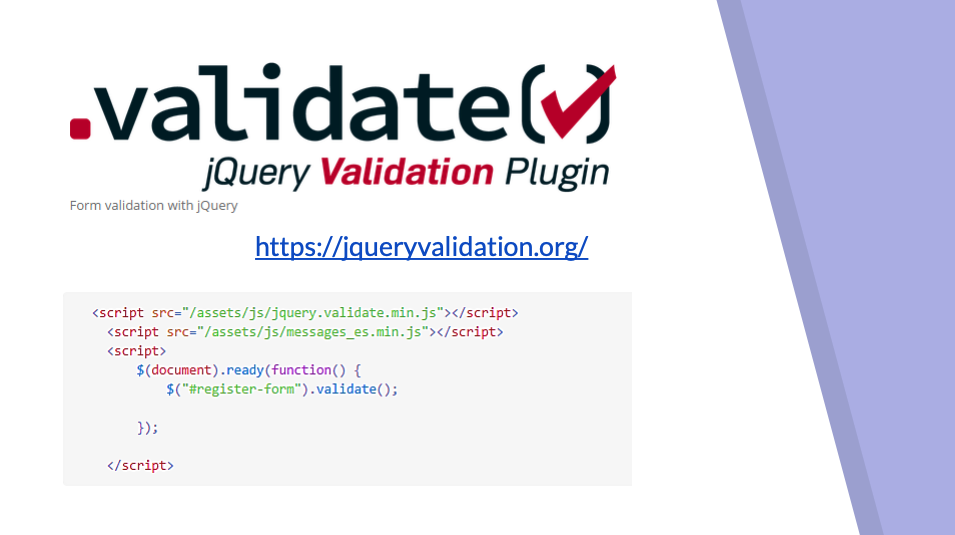 .validate()
jQuery Validation Plugin
Form validation with jQuery
https://jqueryvalidation.org/
<script src="/assets/js/jquery.validate.min.js"></script>
<script src="/assets/js/messages_es.min.js"></script>
<script>
$(document).ready(function() {
$("#register-form").validate();
});
</script>